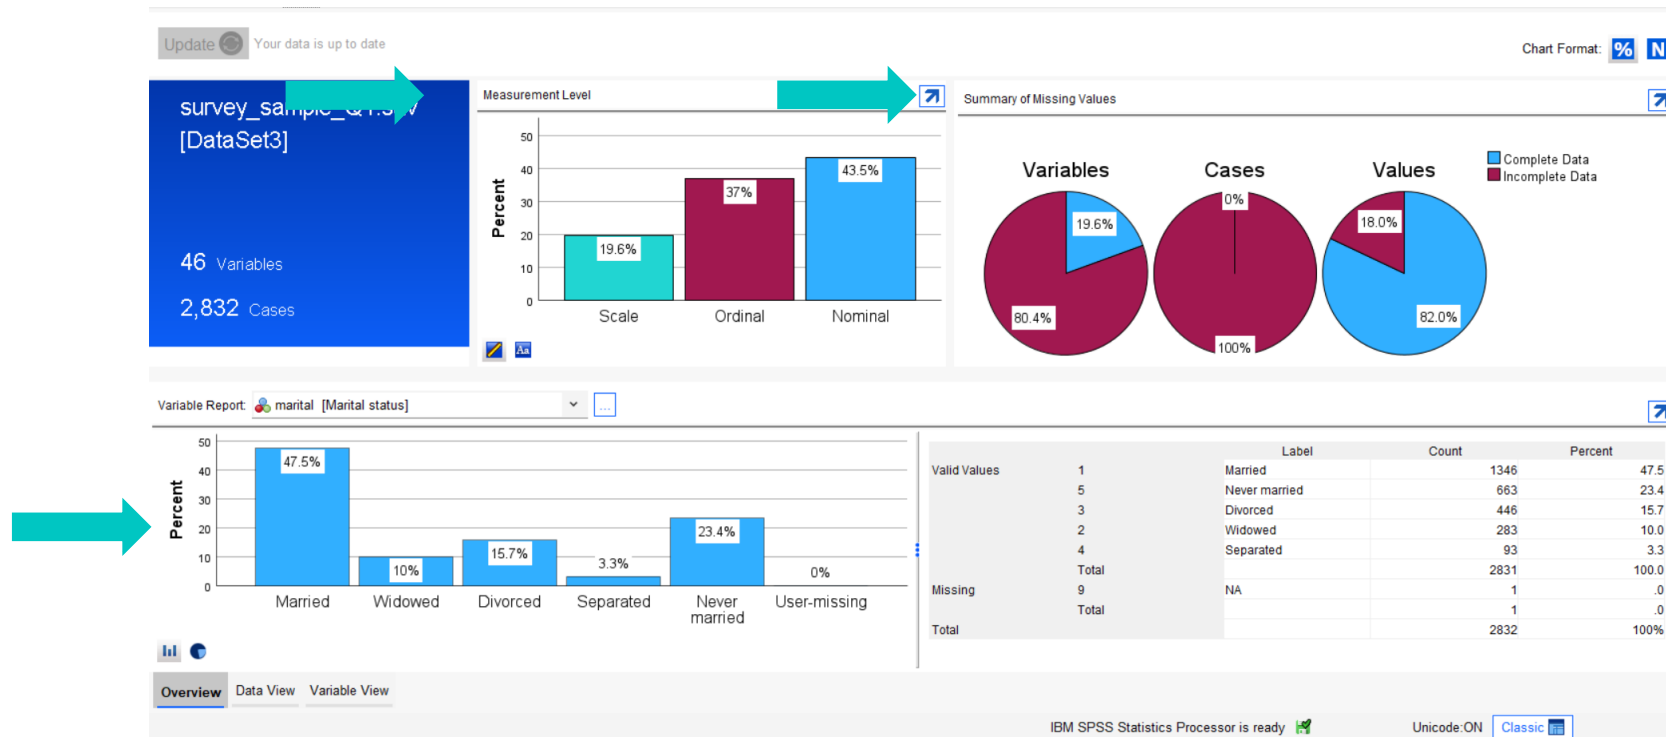 Update
Your data is up to date
Chart Format:
%
N
[DataSet3]
46 Variables
2,832 Cases
Measurement Level
Percent
50
40
30
20
10
0
19.6%
37%
43.5%
Scale
Ordinal
Nominal
Aa
Summary of Missing Values
Variables
Cases
Values
Complete Data
Incomplete Data
19.6%
80.4%
0%
100%
18.0%
82.0%
Variable Report:
marital [Marital status]
...
Percent
50
40
30
20
10
0
47.5%
10%
15.7%
3.3%
23.4%
0%
Married
Widowed
Divorced
Separated
Never
married
User-missing
Label Count Percent
Valid Values 1 Married 1346 47.5
5 Never married 663 23.4
3 Divorced 446 15.7
2 Widowed 283 10.0
4 Separated 93 3.3
Total 2831 100.0
Missing 9 NA 1 .0
Total 1 .0
Total 2832 100%
Overview
Data View
Variable View
IBM SPSS Statistics Processor is ready
Unicode:ON
Classic